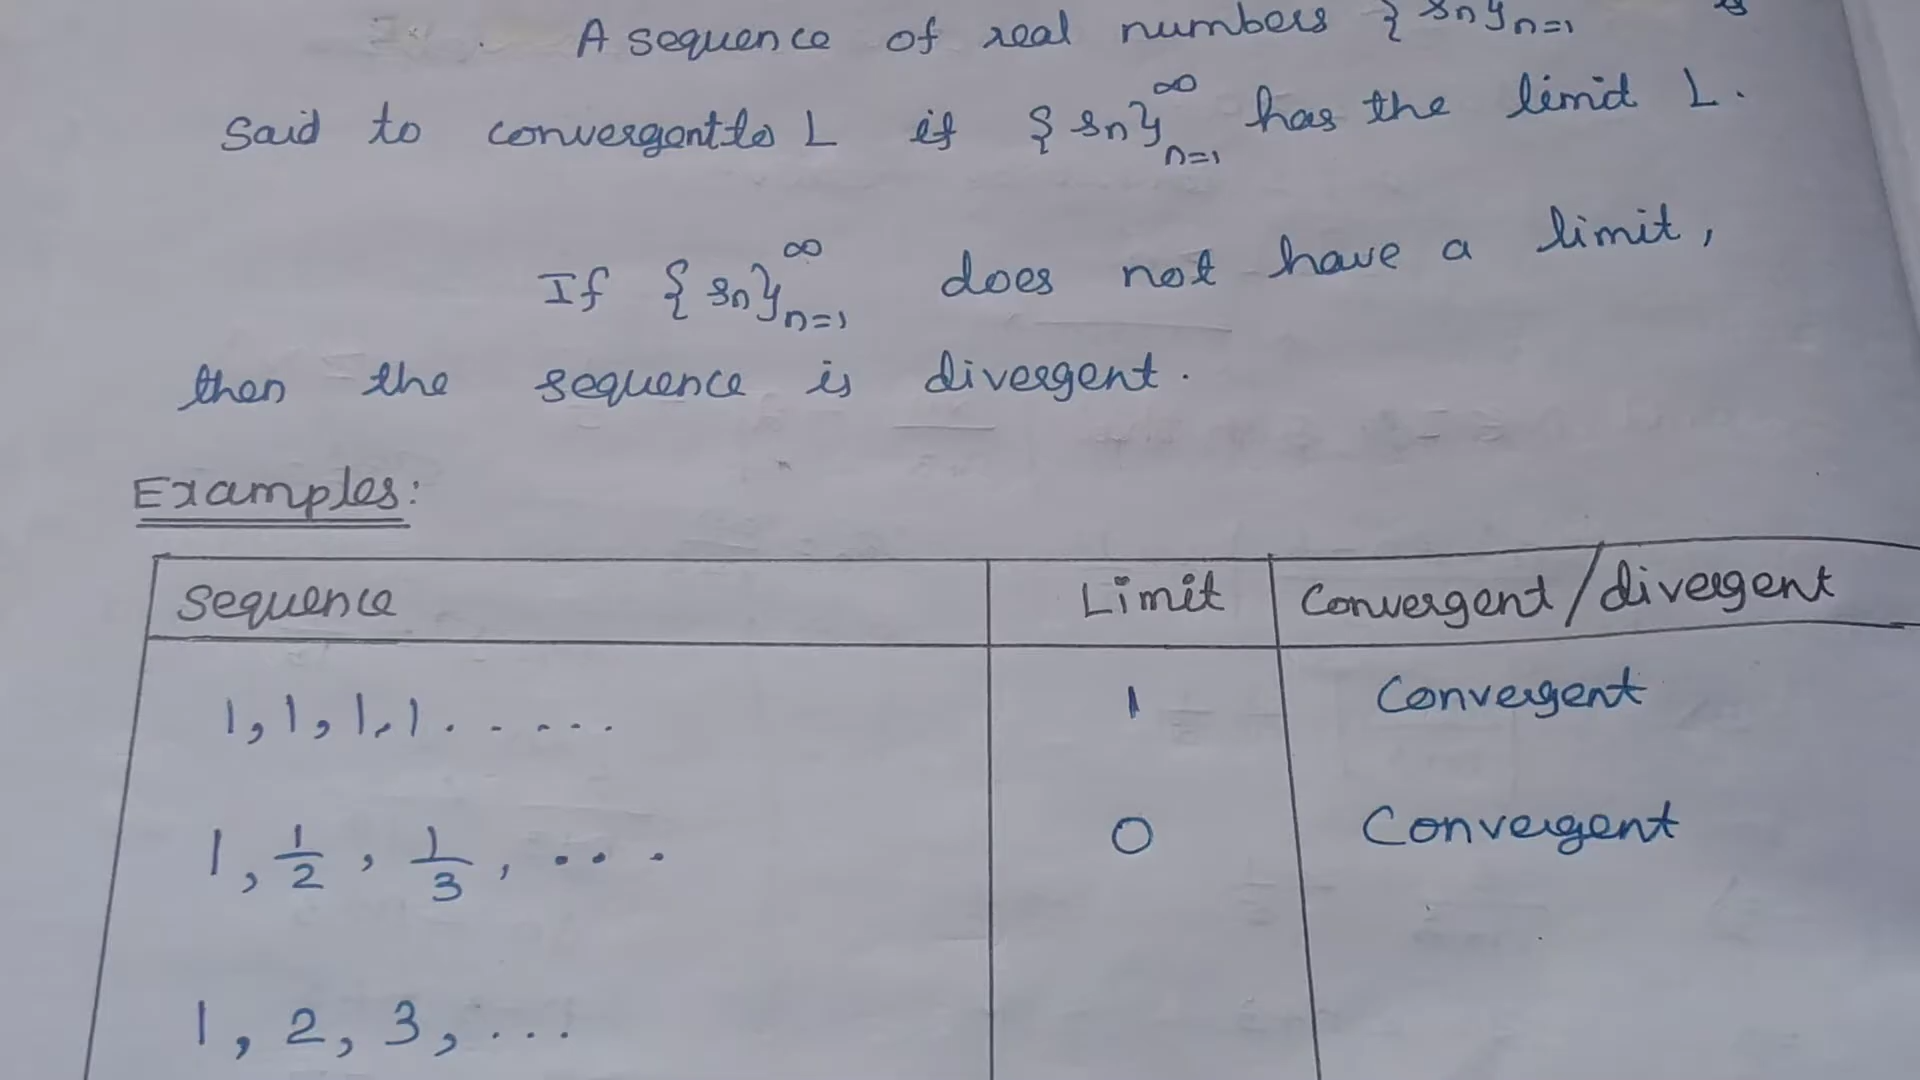 A sequence of real numbers { sn}n=1 is
said to convergent to L if { sn}∞n=1 has the limit L.
If { sn}∞n=1 does not have a limit,
then the sequence is divergent.
Examples:
Sequence Limit Convergent/divergent
1, 1, 1, 1 . . . . . . 1 Convergent
1, 1/2, 1/3, . . . . 0 Convergent
1, 2, 3, . . .